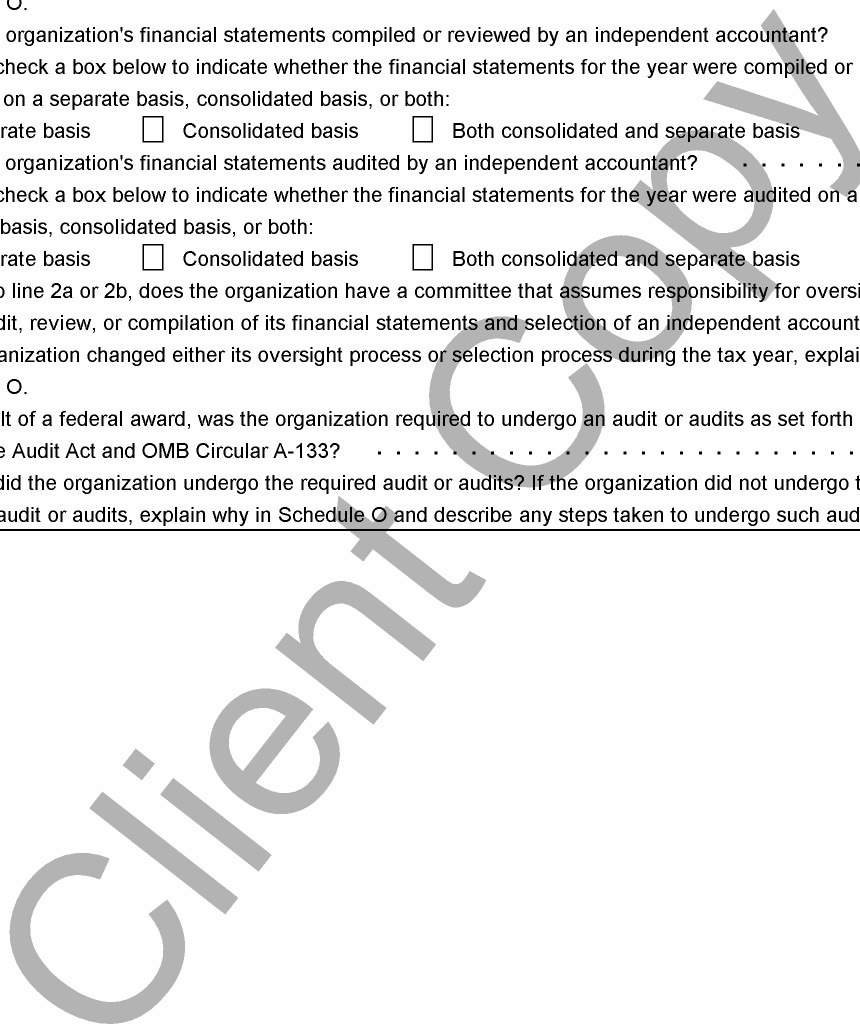 O.
organization's financial statements compiled or reviewed by an independent accountant?
check a box below to indicate whether the financial statements for the year were compiled or
on a separate basis, consolidated basis, or both:
rate basis Consolidated basis Both consolidated and separate basis
organization's financial statements audited by an independent accountant? . . . . . . .
check a box below to indicate whether the financial statements for the year were audited on a
basis, consolidated basis, or both:
rate basis Consolidated basis Both consolidated and separate basis
o line 2a or 2b, does the organization have a committee that assumes responsibility for oversi
dit, review, or compilation of its financial statements and selection of an independent account
anization changed either its oversight process or selection process during the tax year, explai
O.
lt of a federal award, was the organization required to undergo an audit or audits as set forth
e Audit Act and OMB Circular A-133? . . . . . . . . . . . . . . . . . . . . . . . . . .
did the organization undergo the required audit or audits? If the organization did not undergo t
audit or audits, explain why in Schedule O and describe any steps taken to undergo such aud
Client Copy